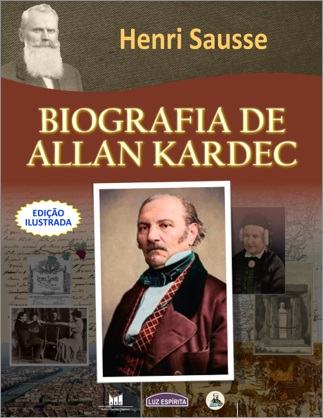 Henri Sausse
BIOGRAFIA DE
ALLAN KARDEC
EDIÇÃO
ILUSTRADA
LUZ ESPÍRITA